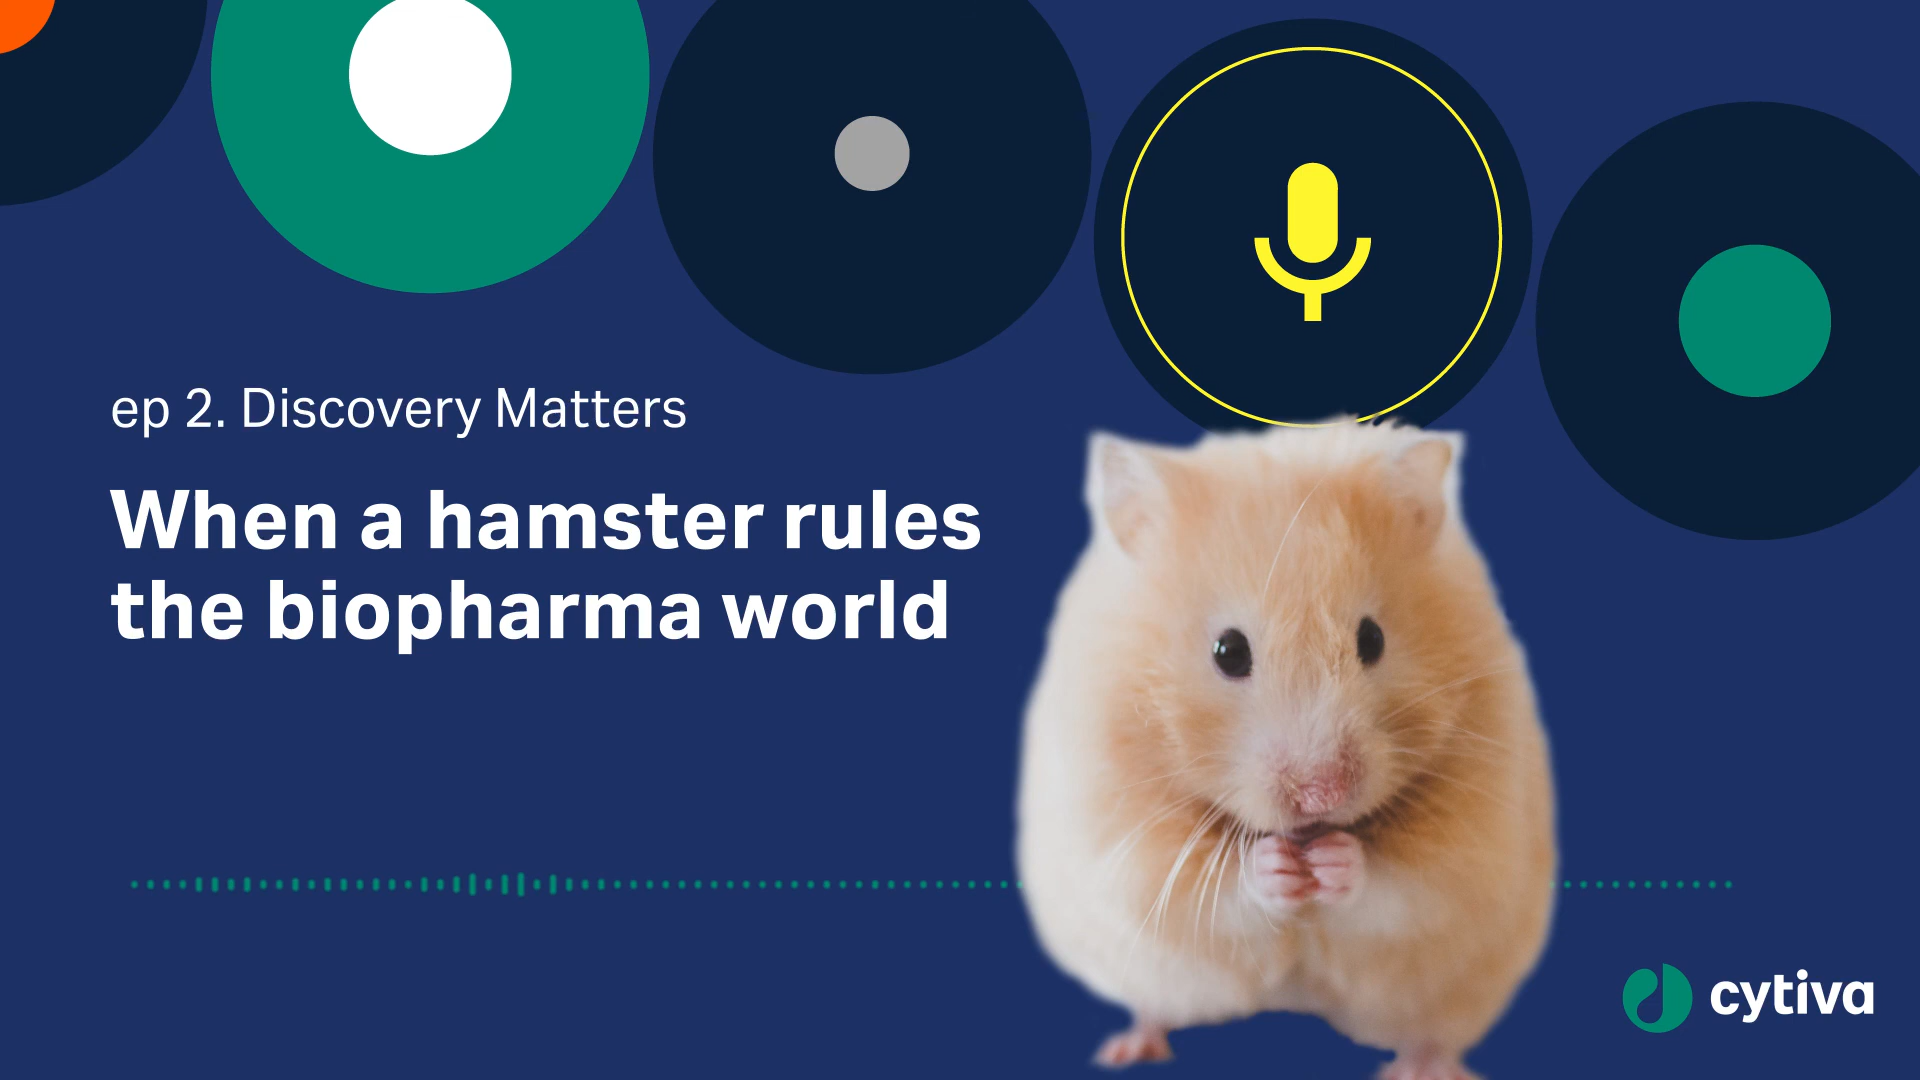 ep 2. Discovery Matters
When a hamster rules
the biopharma world
cytiva